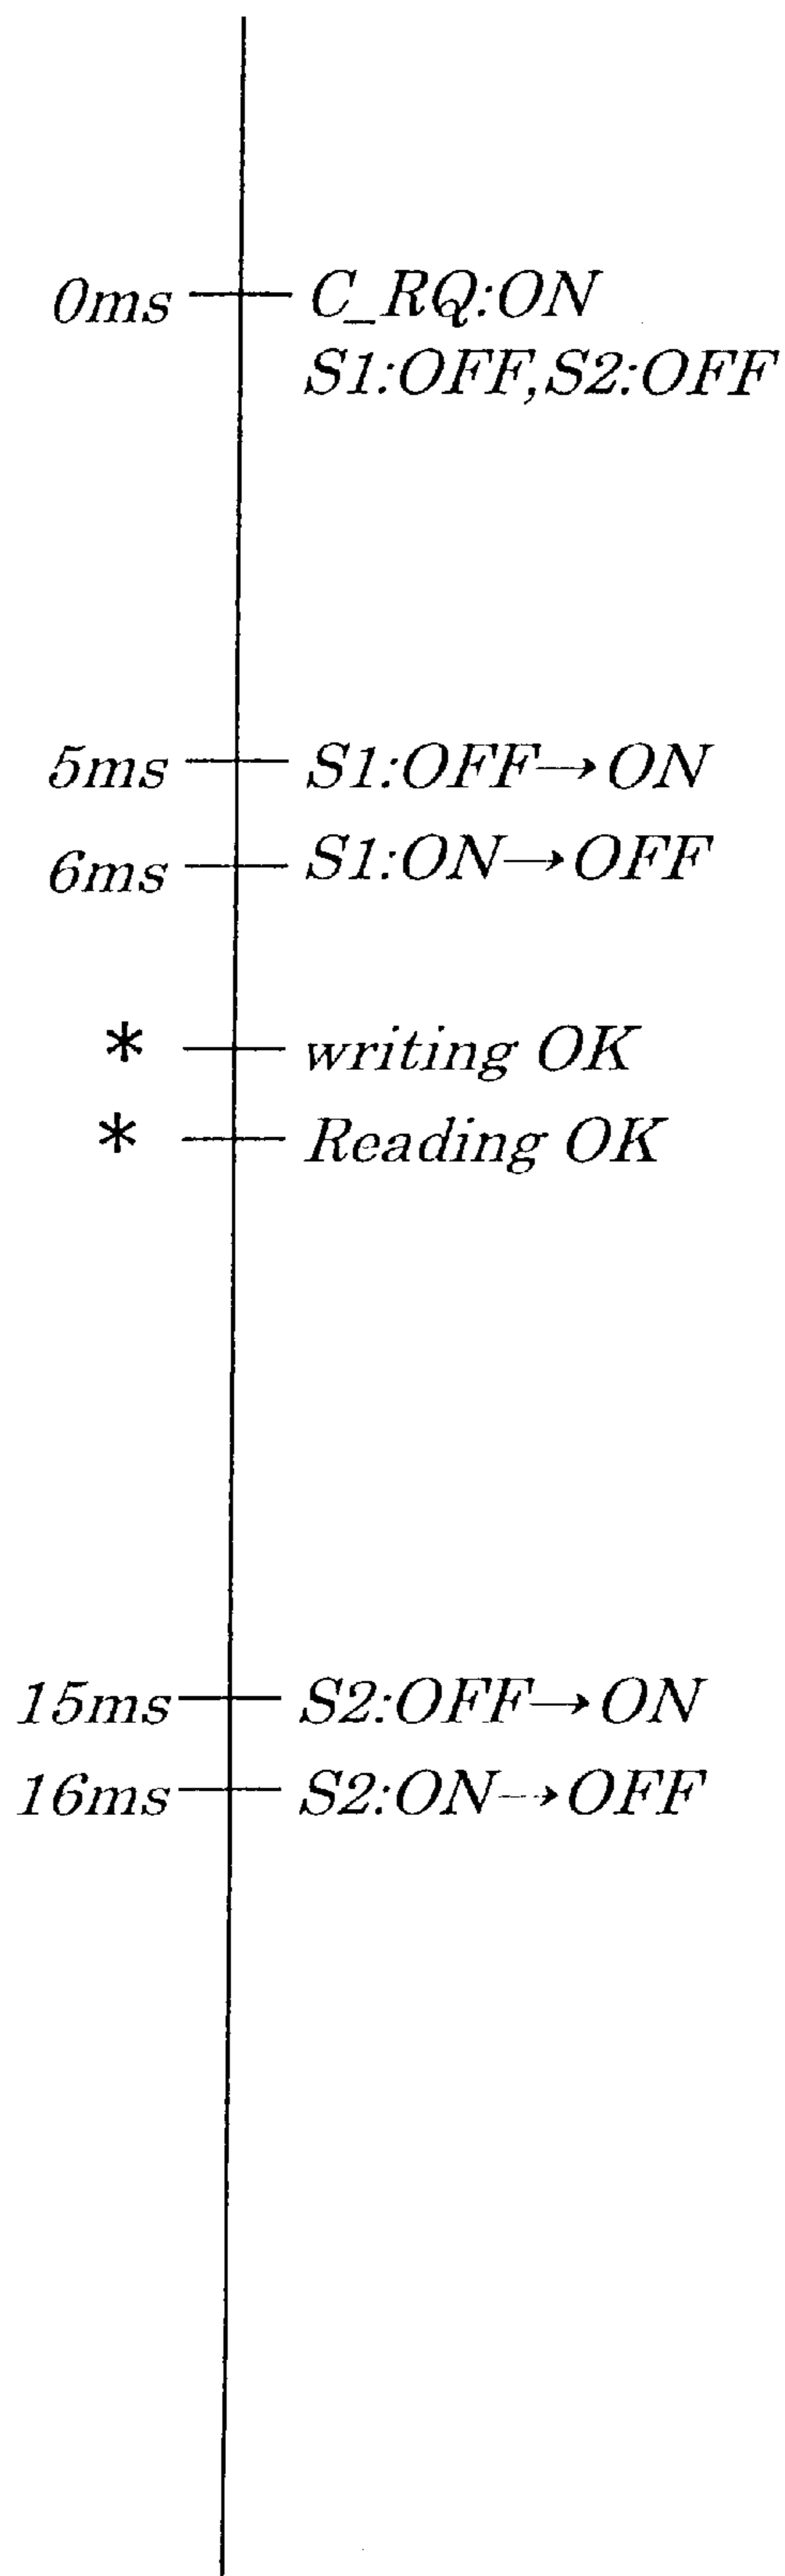 0ms C_RQ:ON
S1:OFF,S2:OFF
5ms S1:OFF→ON
6ms S1:ON→OFF
* writing OK
* Reading OK
15ms S2:OFF→ON
16ms S2:ON→OFF